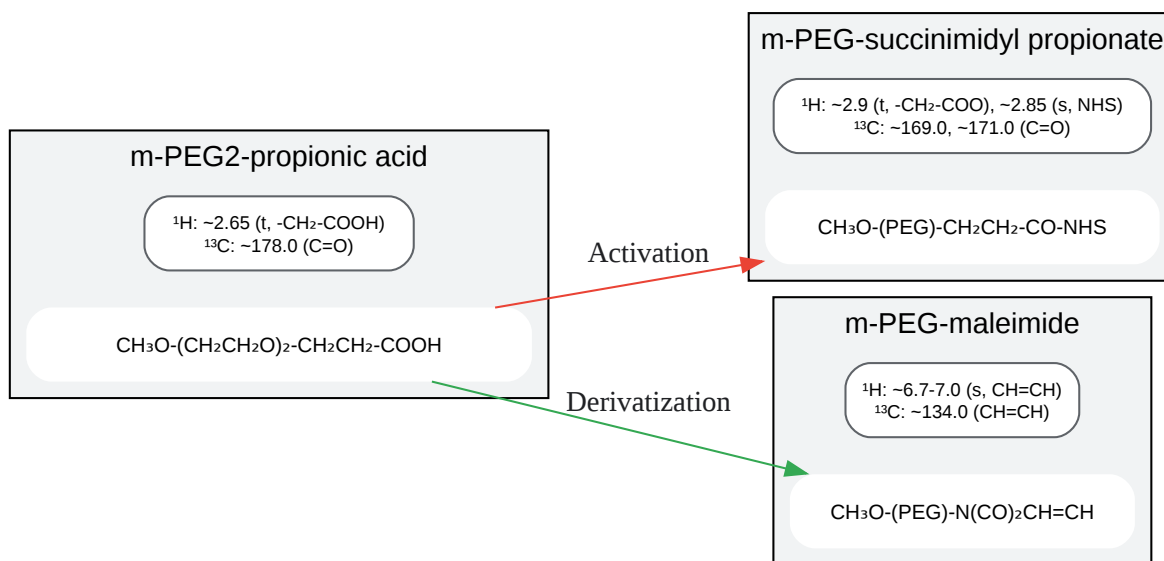 m-PEG2-propionic acid
¹H: ~2.65 (t, -CH₂-COOH)
¹³C: ~178.0 (C=O)
CH₃O-(CH₂CH₂O)₂-CH₂CH₂-COOH
Activation
Derivatization
m-PEG-succinimidyl propionate
¹H: ~2.9 (t, -CH₂-COO), ~2.85 (s, NHS)
¹³C: ~169.0, ~171.0 (C=O)
CH₃O-(PEG)-CH₂CH₂-CO-NHS
m-PEG-maleimide
¹H: ~6.7-7.0 (s, CH=CH)
¹³C: ~134.0 (CH=CH)
CH₃O-(PEG)-N(CO)₂CH=CH